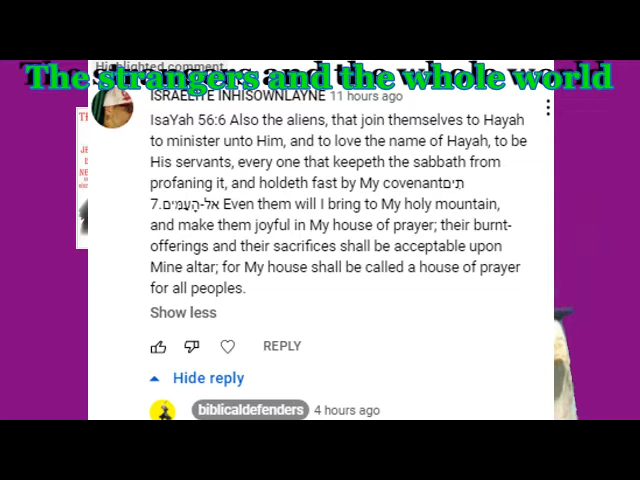 Highlighted comment
The strangers and the whole world
ISRAELITE INHISOWNLAYNE 11 hours ago
IsaYah 56:6 Also the aliens, that join themselves to Hayah
to minister unto Him, and to love the name of Hayah, to be
His servants, every one that keepeth the sabbath from
profaning it, and holdeth fast by My covenantתִים
7.אל-הָעַמִּים Even them will I bring to My holy mountain,
and make them joyful in My house of prayer; their burnt-
offerings and their sacrifices shall be acceptable upon
Mine altar; for My house shall be called a house of prayer
for all peoples.
Show less
REPLY
Hide reply
biblicaldefenders 4 hours ago